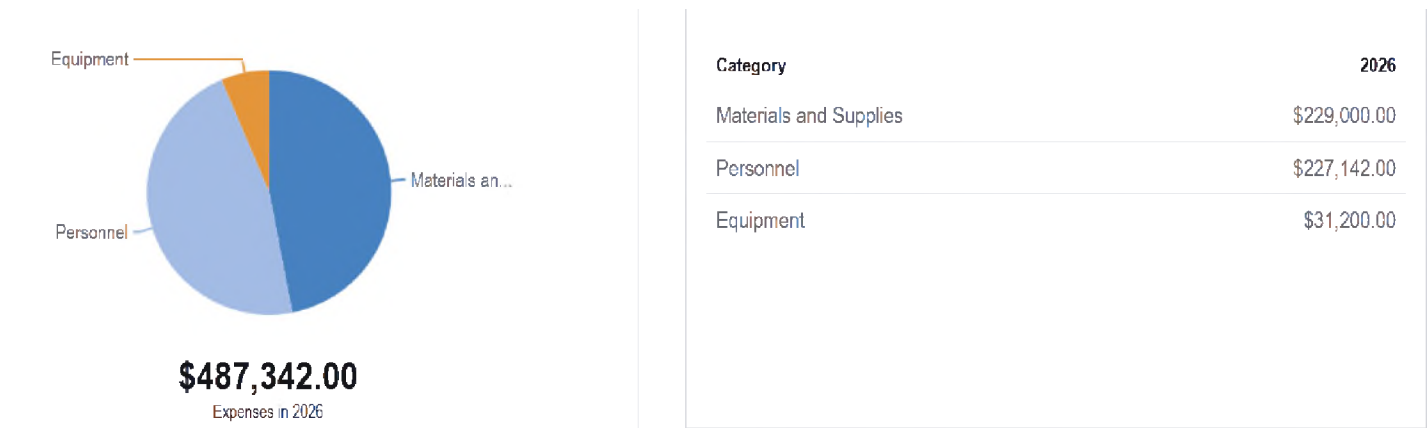 Equipment
Materials an...
Personnel
$487,342.00
Expenses in 2026
Category 2026
Materials and Supplies $229,000.00
Personnel $227,142.00
Equipment $31,200.00